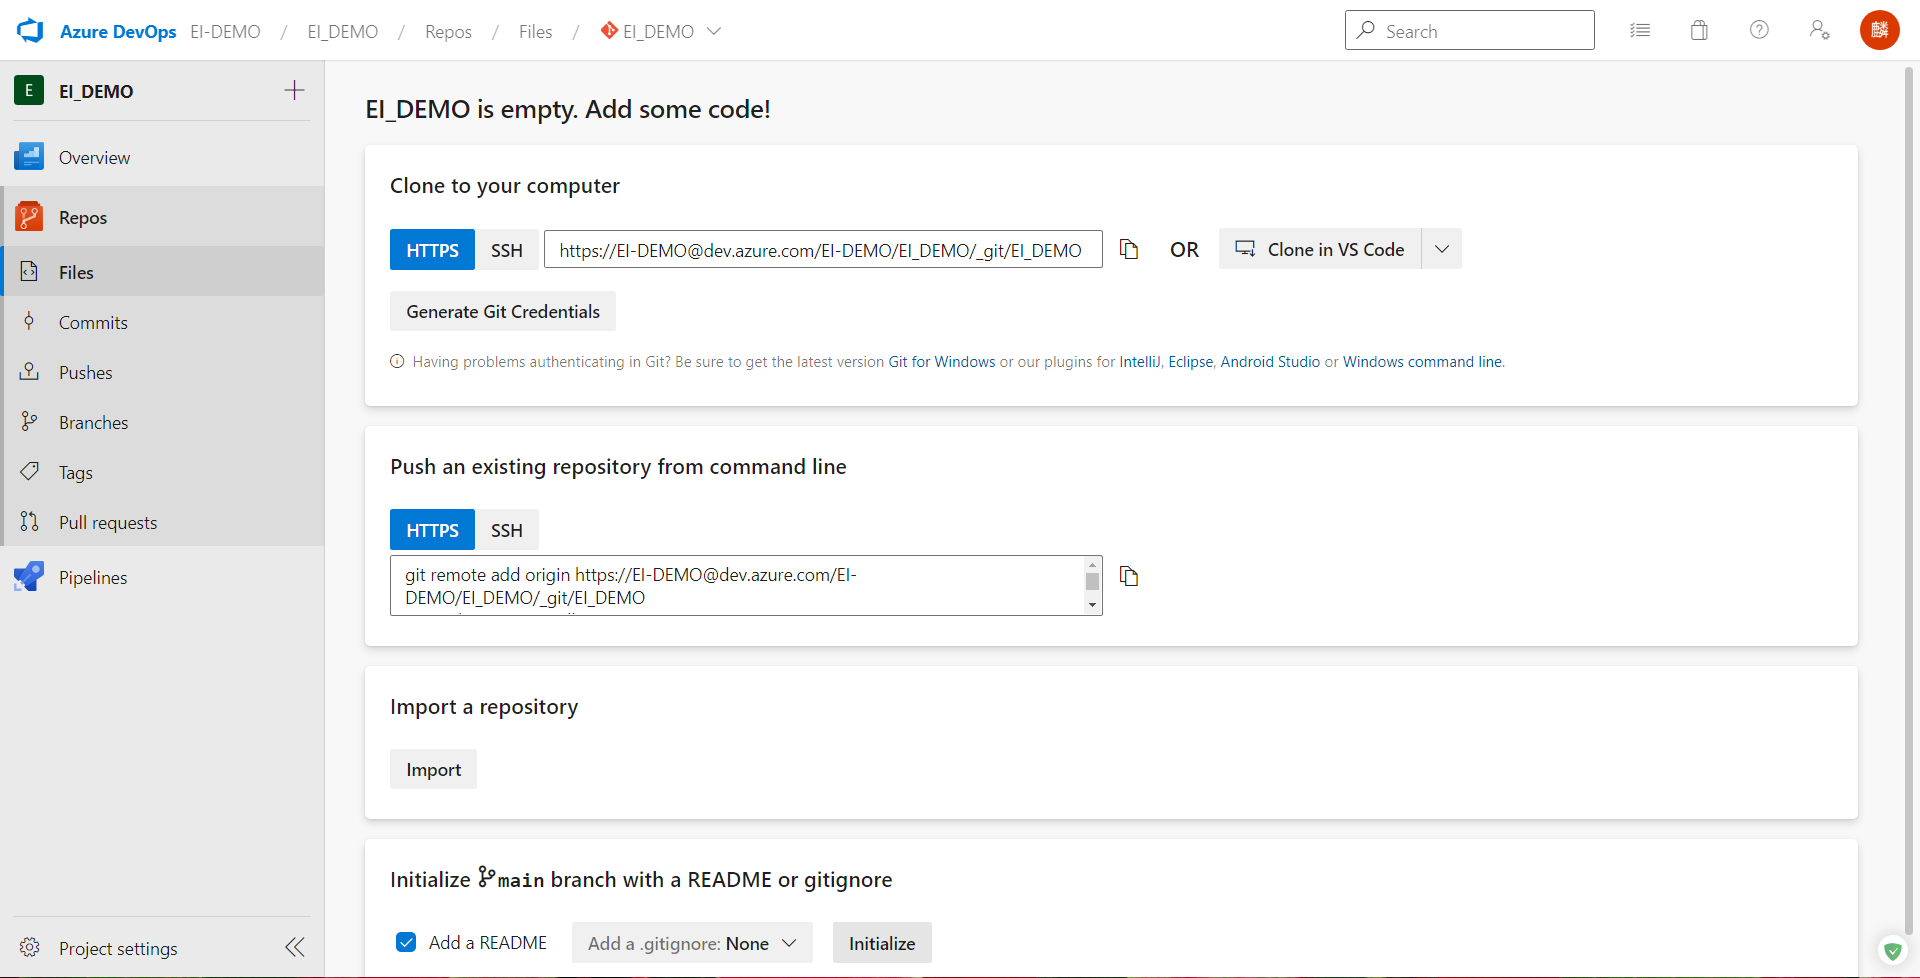 Azure DevOps EI-DEMO / EI_DEMO / Repos / Files / EI_DEMO
Search
麟
E EI_DEMO
Overview
Repos
Files
Commits
Pushes
Branches
Tags
Pull requests
Pipelines
Project settings
EI_DEMO is empty. Add some code!
Clone to your computer
HTTPS SSH https://EI-DEMO@dev.azure.com/EI-DEMO/EI_DEMO/_git/EI_DEMO OR Clone in VS Code
Generate Git Credentials
Having problems authenticating in Git? Be sure to get the latest version Git for Windows or our plugins for IntelliJ, Eclipse, Android Studio or Windows command line.
Push an existing repository from command line
HTTPS SSH
git remote add origin https://EI-DEMO@dev.azure.com/EI-
DEMO/EI_DEMO/_git/EI_DEMO
Import a repository
Import
Initialize main branch with a README or gitignore
Add a README Add a .gitignore: None Initialize